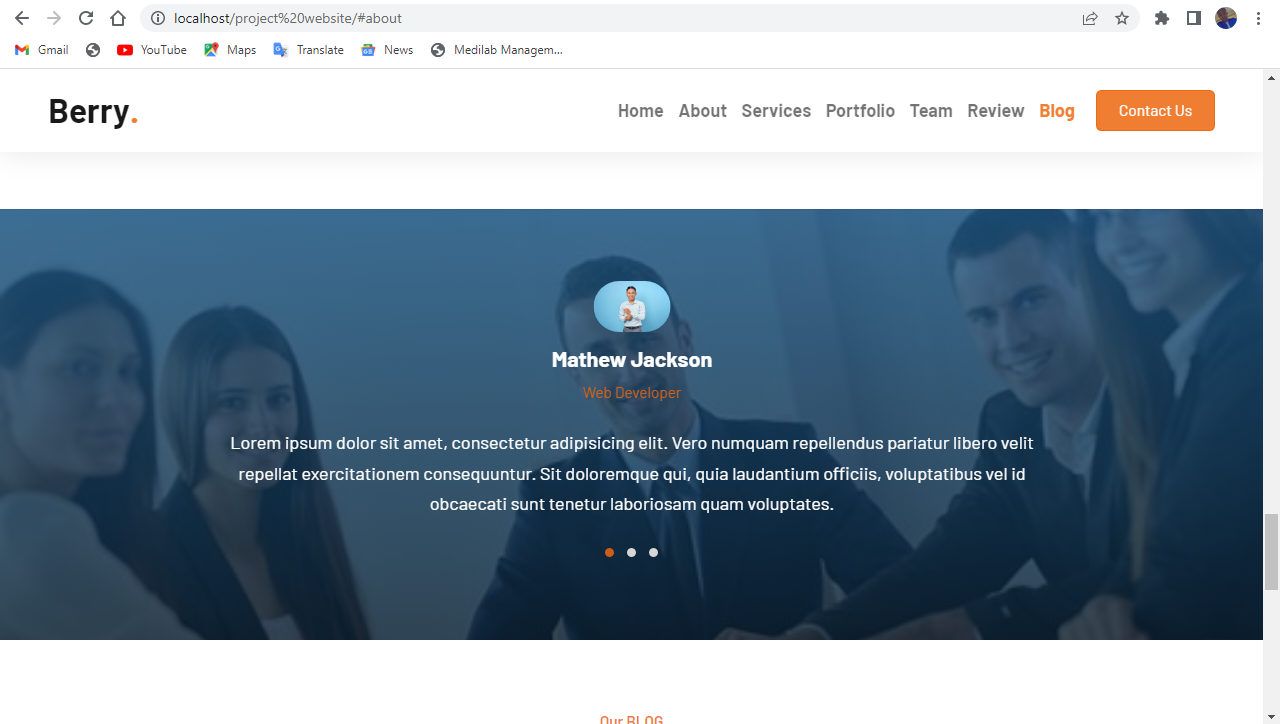 localhost/project%20website/#about
Gmail YouTube Maps Translate News Medilab Managem...
Berry.
Home About Services Portfolio Team Review Blog Contact Us
Mathew Jackson
Web Developer
Lorem ipsum dolor sit amet, consectetur adipisicing elit. Vero numquam repellendus pariatur libero velit
repellat exercitationem consequuntur. Sit doloremque qui, quia laudantium officiis, voluptatibus vel id
obcaecati sunt tenetur laboriosam quam voluptates.
Our BLOG